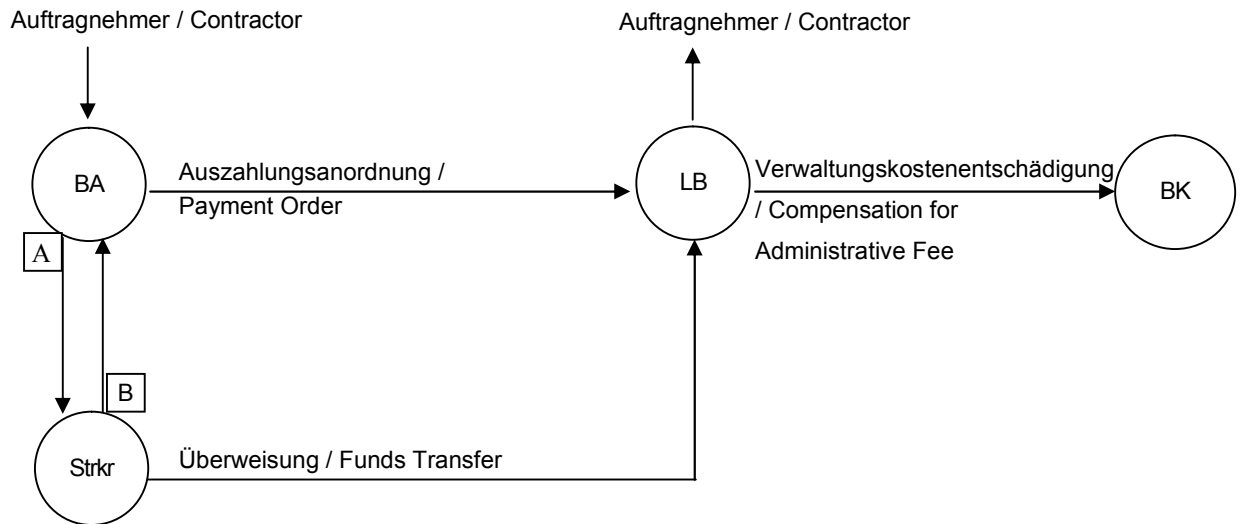 Auftragnehmer / Contractor
Auftragnehmer / Contractor
BA
Auszahlungsanordnung /
Payment Order
LB
Verwaltungskostenentschädigung
/ Compensation for
Administrative Fee
BK
A
B
Strkr
Überweisung / Funds Transfer